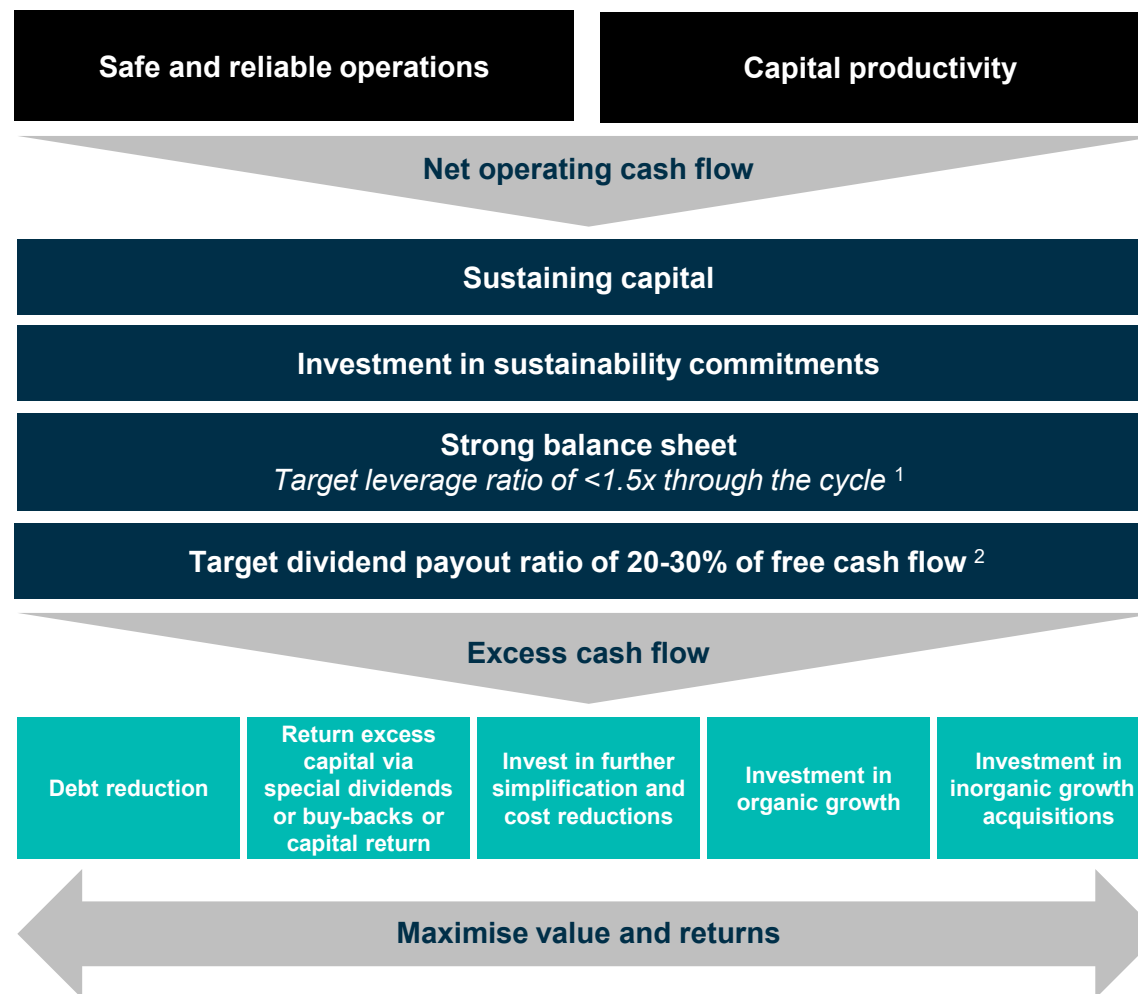 Safe and reliable operations
Capital productivity
Net operating cash flow
Sustaining capital
Investment in sustainability commitments
Strong balance sheet
Target leverage ratio of <1.5x through the cycle 1
Target dividend payout ratio of 20-30% of free cash flow 2
Excess cash flow
Debt reduction
Return excess
capital via
special dividends
or buy-backs or
capital return
Invest in further
simplification and
cost reductions
Investment in
organic growth
Investment in
inorganic growth
acquisitions
Maximise value and returns